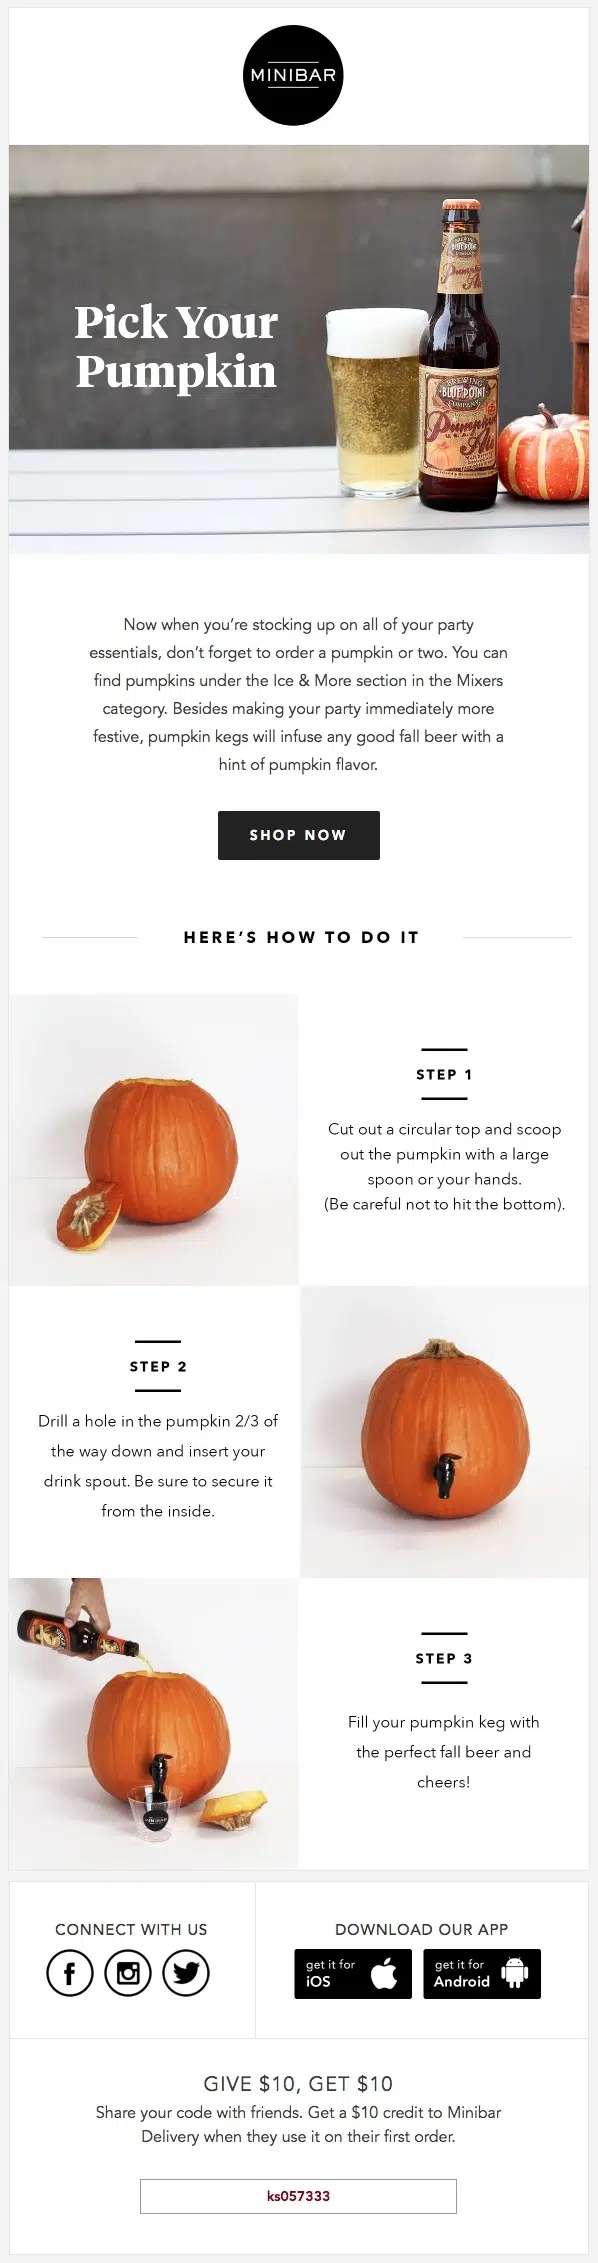 MINIBAR
Pick Your
Pumpkin
BREWING
BLUEPOINT
COMPANY
Pumpkin
Ale
Now when you’re stocking up on all of your party
essentials, don’t forget to order a pumpkin or two. You can
find pumpkins under the Ice & More section in the Mixers
category. Besides making your party immediately more
festive, pumpkin kegs will infuse any good fall beer with a
hint of pumpkin flavor.
SHOP NOW
HERE’S HOW TO DO IT
STEP 1
Cut out a circular top and scoop
out the pumpkin with a large
spoon or your hands.
(Be careful not to hit the bottom).
STEP 2
Drill a hole in the pumpkin 2/3 of
the way down and insert your
drink spout. Be sure to secure it
from the inside.
STEP 3
Fill your pumpkin keg with
the perfect fall beer and
cheers!
MINIBAR
CONNECT WITH US
DOWNLOAD OUR APP
get it for
iOS
get it for
Android
GIVE $10, GET $10
Share your code with friends. Get a $10 credit to Minibar
Delivery when they use it on their first order.
ks057333